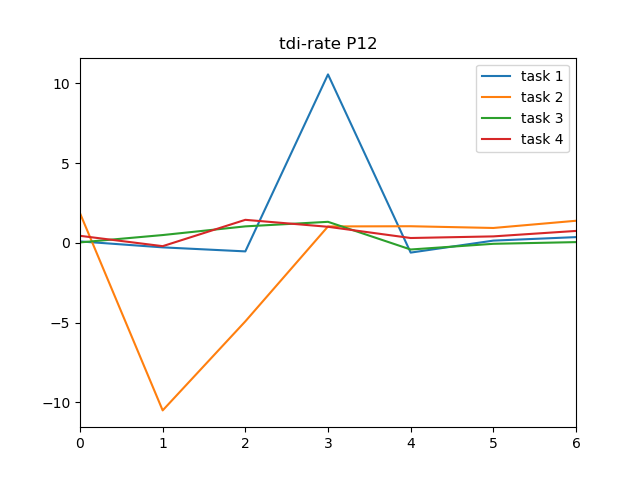 tdi-rate P12
task 1
task 2
task 3
task 4
10
5
0
−5
−10
0 1 2 3 4 5 6